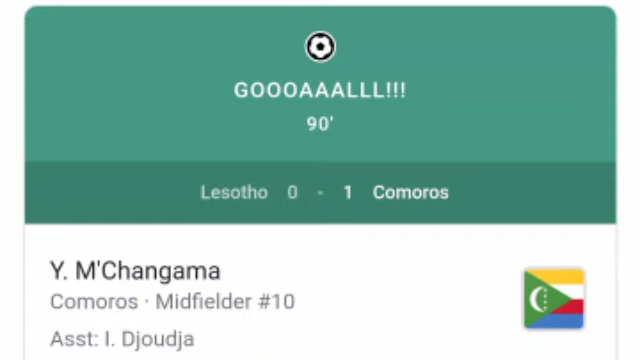 GOOOAAALLL!!!
90'
Lesotho 0 - 1 Comoros
Y. M'Changama
Comoros · Midfielder #10
Asst: I. Djoudja